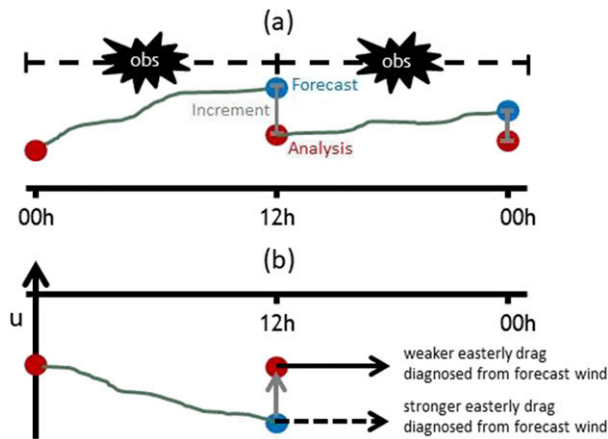 (a)
obs obs
Forecast
Increment
Analysis
00h 12h 00h
(b)
u
12h 00h
weaker easterly drag
diagnosed from forecast wind
stronger easterly drag
diagnosed from forecast wind